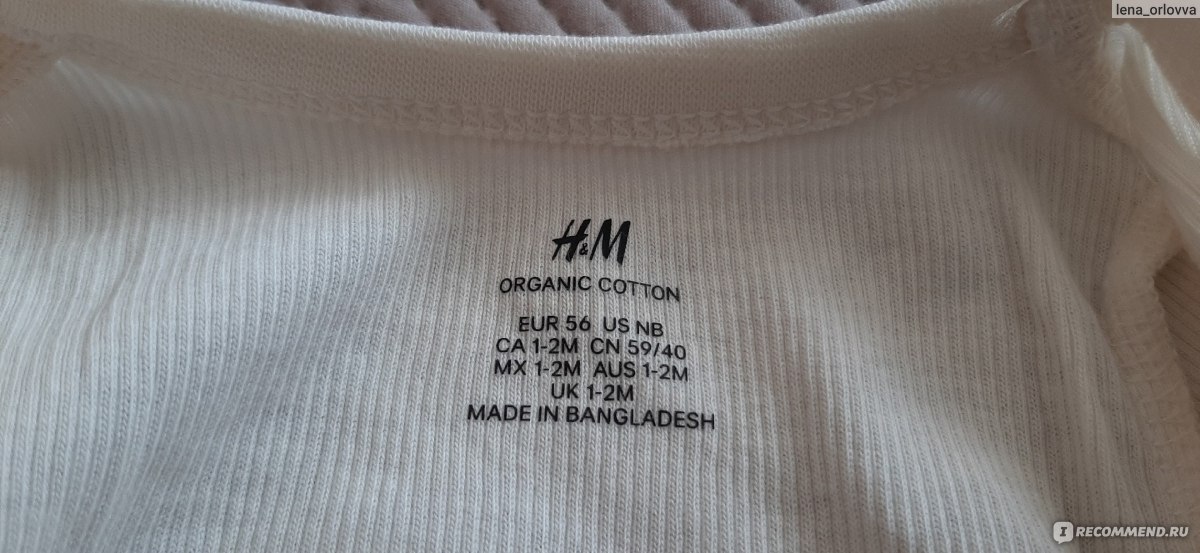 lena_orlovva
H&M
ORGANIC COTTON
EUR 56 US NB
CA 1-2M CN 59/40
MX 1-2M AUS 1-2M
UK 1-2M
MADE IN BANGLADESH
IRECOMMEND.RU